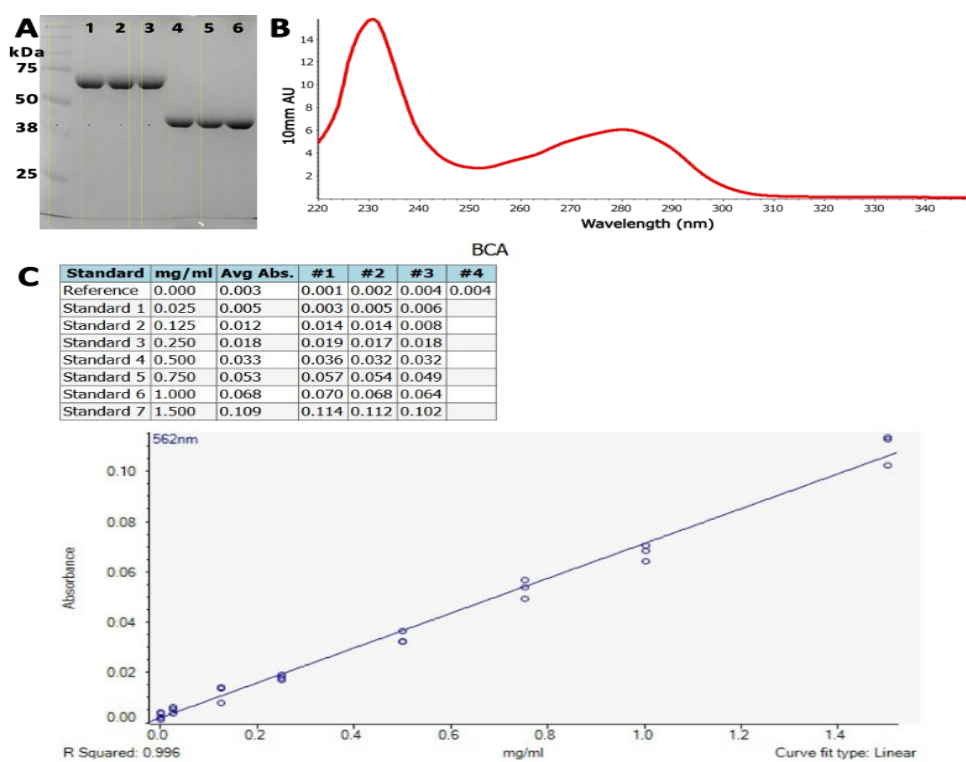 A
1 2 3 4 5 6
kDa
75
50
38
25
B
14
12
10
8
6
4
2
10mm AU
220 230 240 250 260 270 280 290 300 310 320 330 340
Wavelength (nm)
BCA
C
Standard mg/ml Avg Abs. #1 #2 #3 #4
Reference 0.000 0.003 0.001 0.002 0.004 0.004
Standard 1 0.025 0.005 0.003 0.005 0.006
Standard 2 0.125 0.012 0.014 0.014 0.008
Standard 3 0.250 0.018 0.019 0.017 0.018
Standard 4 0.500 0.033 0.036 0.032 0.032
Standard 5 0.750 0.053 0.057 0.054 0.049
Standard 6 1.000 0.068 0.070 0.068 0.064
Standard 7 1.500 0.109 0.114 0.112 0.102
562nm
0.10
0.08
0.06
0.04
0.02
0.00
Absorbance
0.0 0.2 0.4 0.6 0.8 1.0 1.2 1.4
R Squared: 0.996 mg/ml Curve fit type: Linear